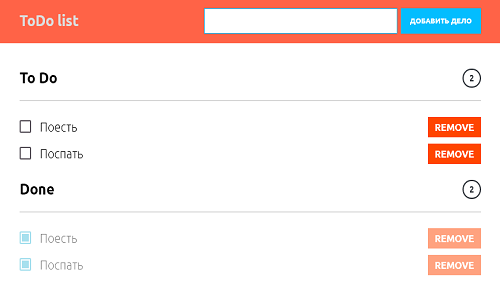 ToDo list
ДОБАВИТЬ ДЕЛО
To Do
2
Поесть
REMOVE
Поспать
REMOVE
Done
2
Поесть
REMOVE
Поспать
REMOVE